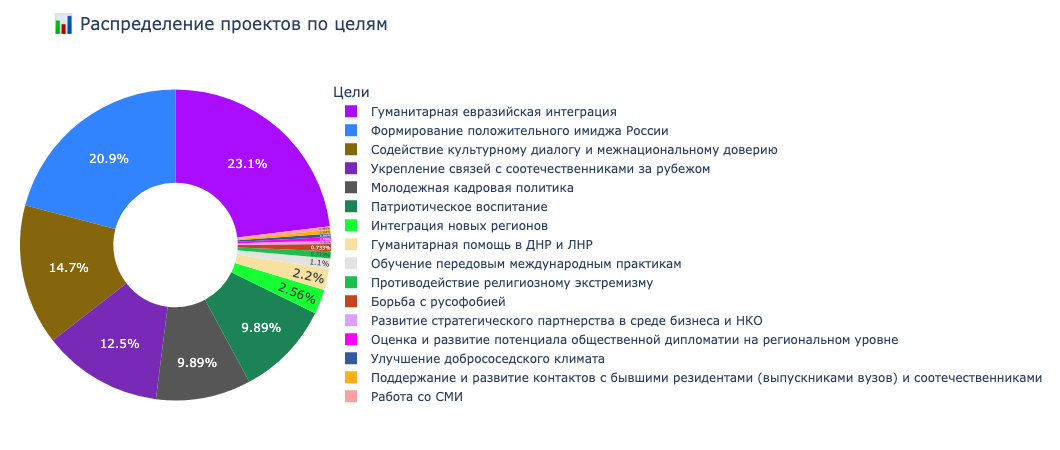 Распределение проектов по целям
Цели
Гуманитарная евразийская интеграция
Формирование положительного имиджа России
Содействие культурному диалогу и межнациональному доверию
Укрепление связей с соотечественниками за рубежом
Молодежная кадровая политика
Патриотическое воспитание
Интеграция новых регионов
Гуманитарная помощь в ДНР и ЛНР
Обучение передовым международным практикам
Противодействие религиозному экстремизму
Борьба с русофобией
Развитие стратегического партнерства в среде бизнеса и НКО
Оценка и развитие потенциала общественной дипломатии на региональном уровне
Улучшение добрососедского климата
Поддержание и развитие контактов с бывшими резидентами (выпускниками вузов) и соотечественниками
Работа со СМИ
23.1%
20.9%
14.7%
12.5%
9.89%
9.89%
2.56%
2.2%
1.1%
0.733%